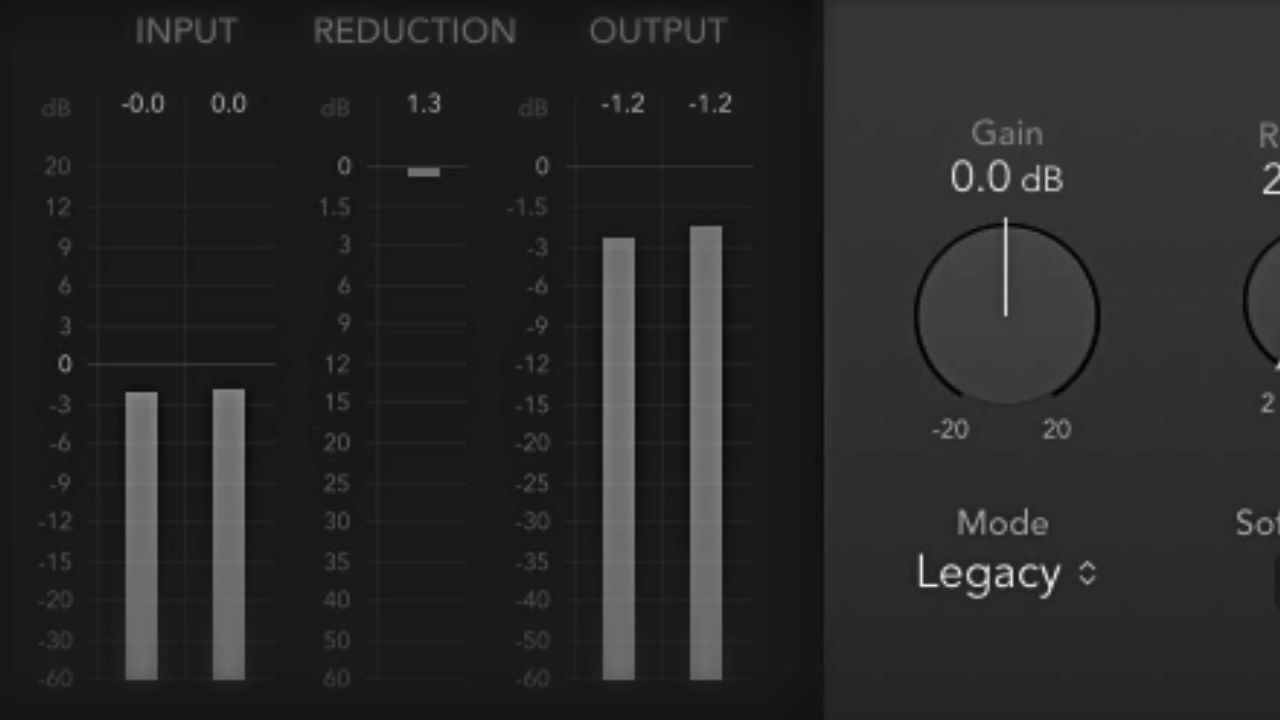 INPUT REDUCTION OUTPUT
dB -0.0 0.0 dB 1.3 dB -1.2 -1.2
20 0 0
12 1.5 -1.5
9 3 -3
6 6 -6
3 9 -9
0 12 -12
-3 15 -15
-6 20 -20
-9 25 -25
-12 30 -30
-15 35 -35
-20 40 -40
-30 50 -50
-60 60 -60
Gain
0.0 dB
-20 20
Mode
Legacy
R
2
2
Sof